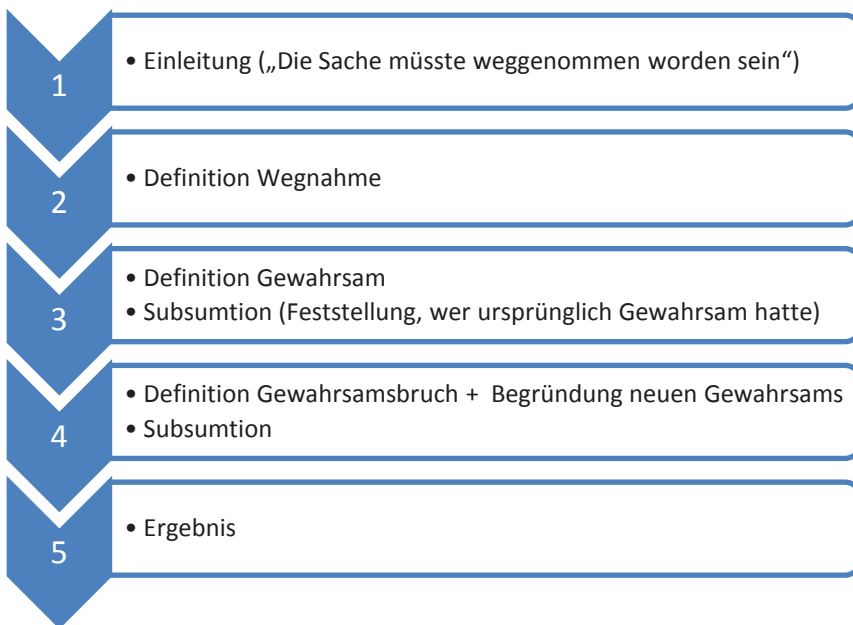 1
• Einleitung („Die Sache müsste weggenommen worden sein“)
2
• Definition Wegnahme
3
• Definition Gewahrsam
• Subsumtion (Feststellung, wer ursprünglich Gewahrsam hatte)
4
• Definition Gewahrsamsbruch + Begründung neuen Gewahrsams
• Subsumtion
5
• Ergebnis